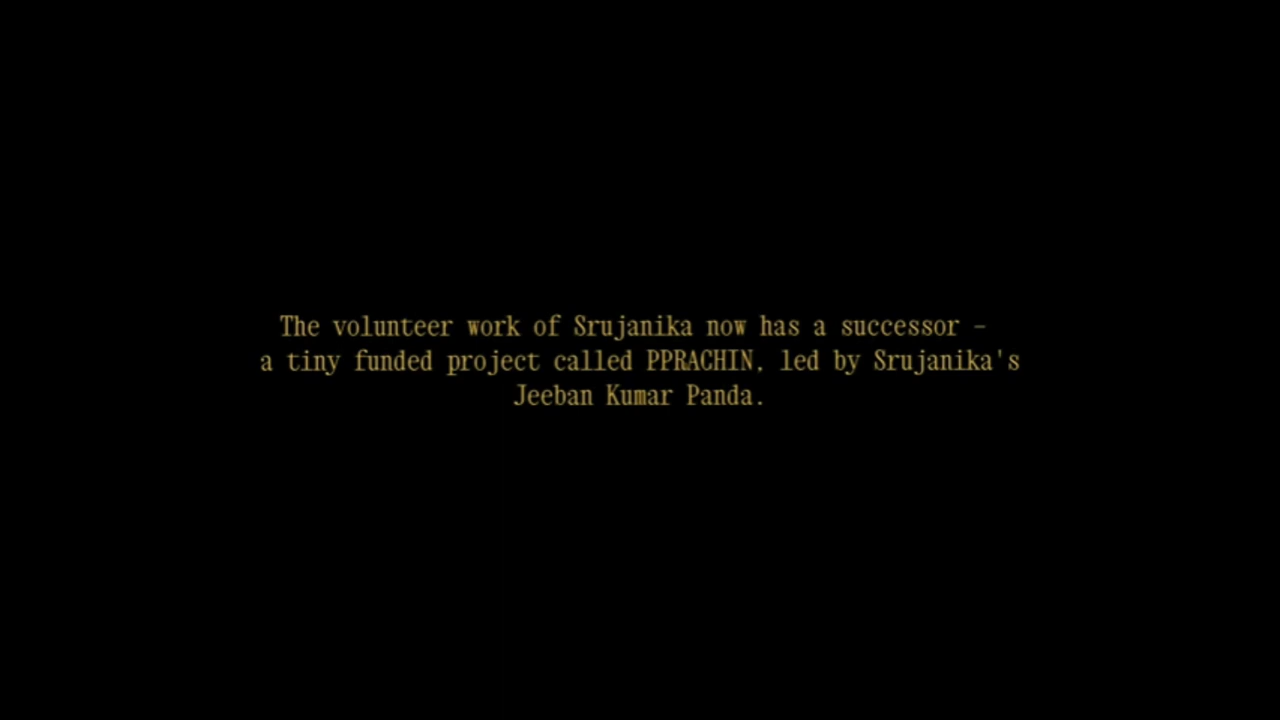 The volunteer work of Srujanika now has a successor –
a tiny funded project called PPRACHIN, led by Srujanika's
Jeeban Kumar Panda.